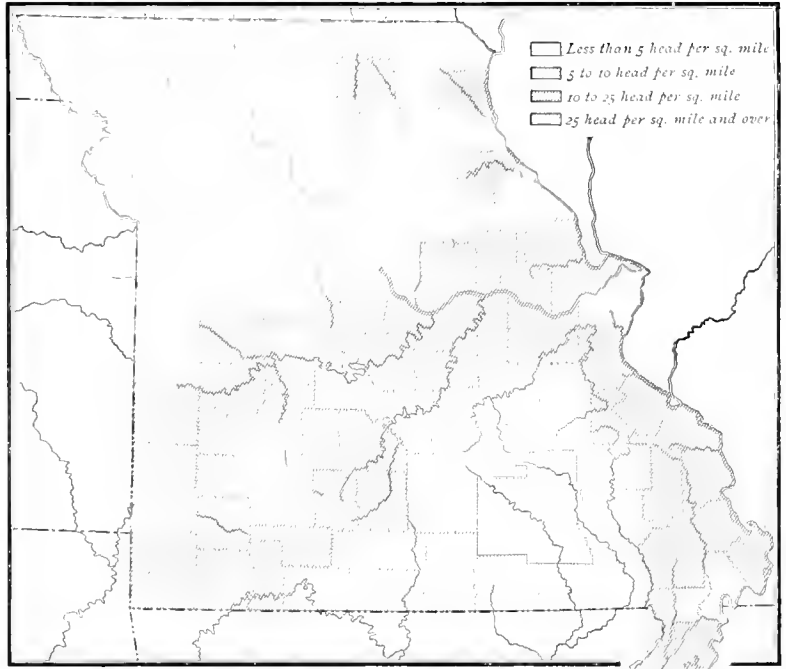 Less than 5 head per sq. mile
5 to 10 head per sq. mile
10 to 25 head per sq. mile
25 head per sq. mile and over